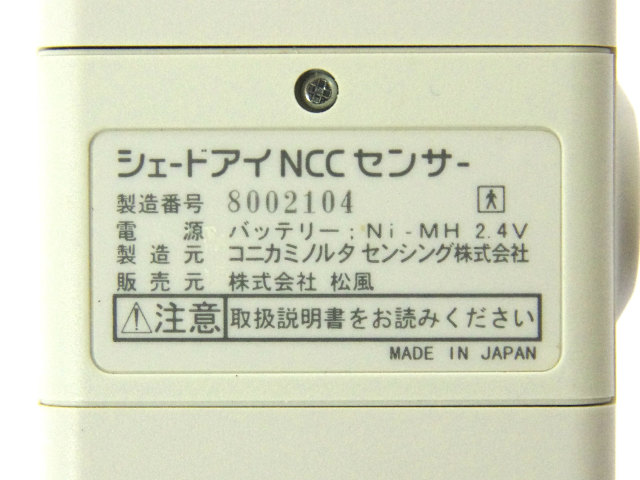 シェードアイNCCセンサー
製造番号 8002104
電源 バッテリー：Ni-MH 2.4V
製造元 コニカミノルタ センシング株式会社
販売元 株式会社 松風
注意 取扱説明書をお読みください
MADE IN JAPAN